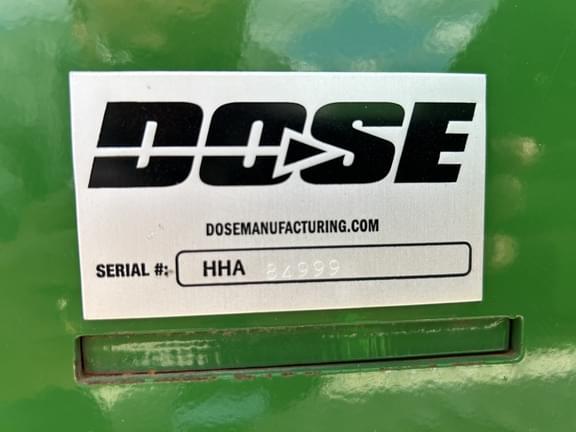 DOSE
DOSEMANUFACTURING.COM
SERIAL #: HHA 84999